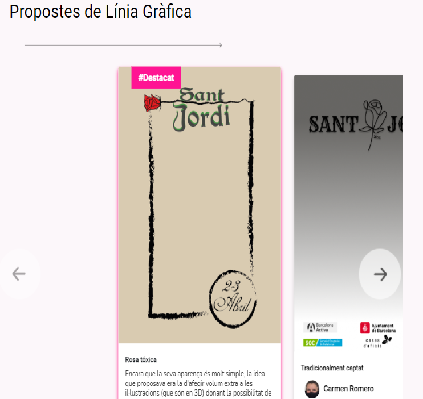 Propostes de Línia Gràfica
#Destacat
Sant
Jordi
23
Abril
Rosa tòxica
Encara que la seva aparença és molt simple, la idea
que proposava era la d'afegir volum extra a les
il·lustracions (que son en 3D) donant la possibilitat de
SANT JO
Barcelona
Activa
Ajuntament
de Barcelona
SOC
Tradicionalment captat
Carmen Romero